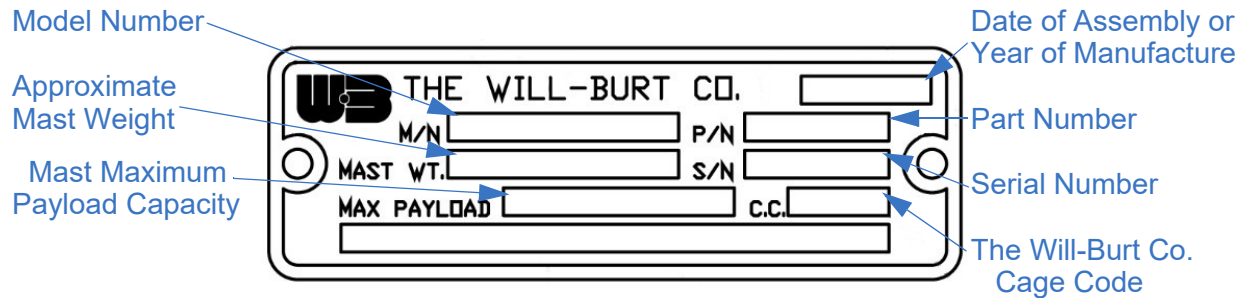 Model Number
Date of Assembly or
Year of Manufacture
Approximate
Mast Weight
WB THE WILL-BURT CO.
M/N P/N
Part Number
MAST WT. S/N
Mast Maximum
Payload Capacity
Serial Number
MAX PAYLOAD C.C.
The Will-Burt Co.
Cage Code